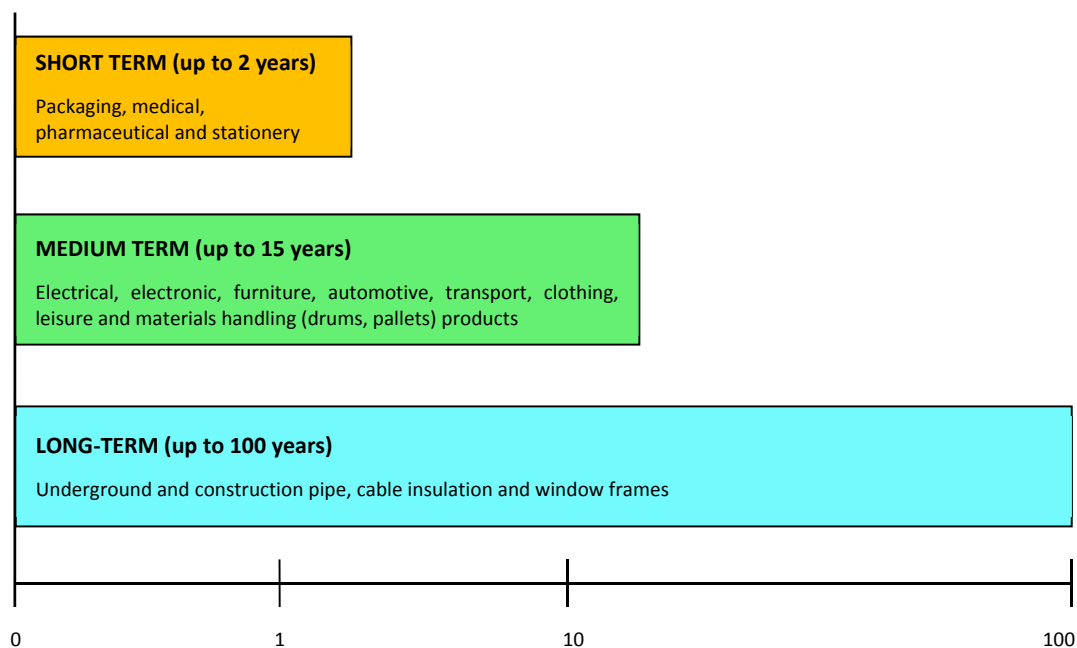 SHORT TERM (up to 2 years)
Packaging, medical,
pharmaceutical and stationery
MEDIUM TERM (up to 15 years)
Electrical, electronic, furniture, automotive, transport, clothing,
leisure and materials handling (drums, pallets) products
LONG-TERM (up to 100 years)
Underground and construction pipe, cable insulation and window frames
0 1 10 100